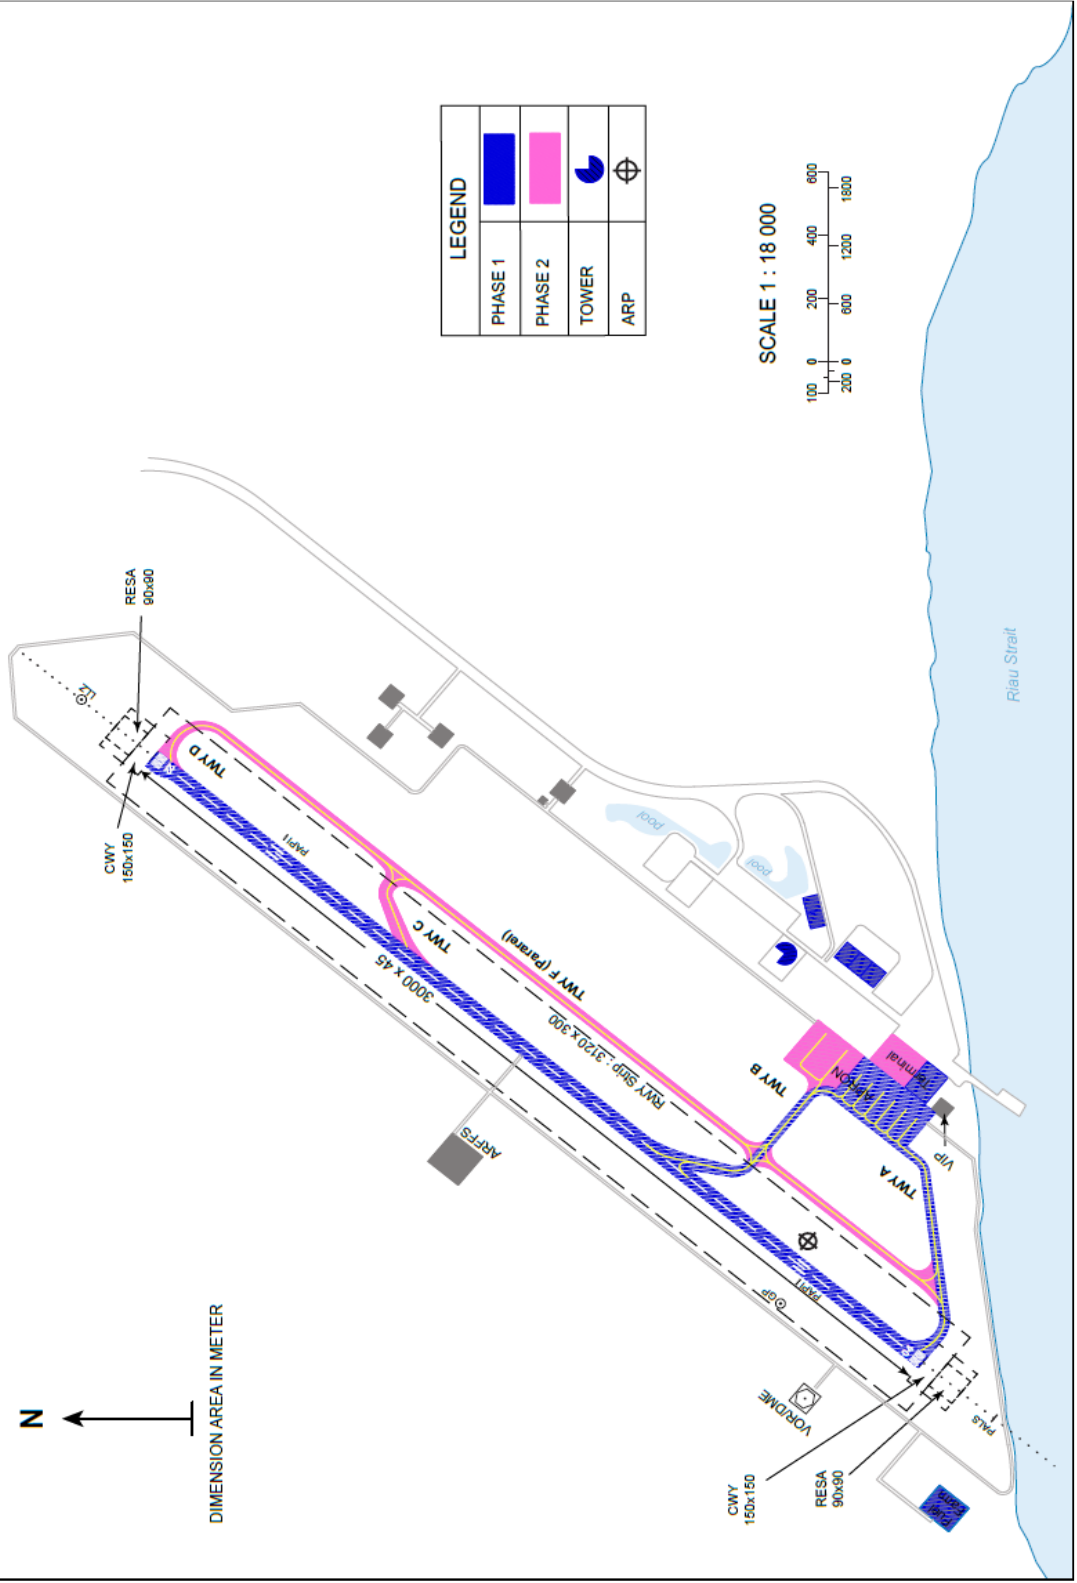 N
DIMENSION AREA IN METER
LEGEND
PHASE 1
PHASE 2
TOWER
ARP
SCALE 1 : 18 000
100 0 200 400 600
200 0 600 1200 1800
RESA
90x90
LLZ
CWY
150x150
TWY D
PAPI
TWY C
3000 x 45
TWY F (Pararel)
RWY Strip : 3120 x 300
ARFFS
TWY B
APRON
Terminal
Terminal
VIP
TWY A
pool
pool
PAPI
GP
VOR/DME
CWY
150x150
RESA
90x90
PALS
Riau Strait